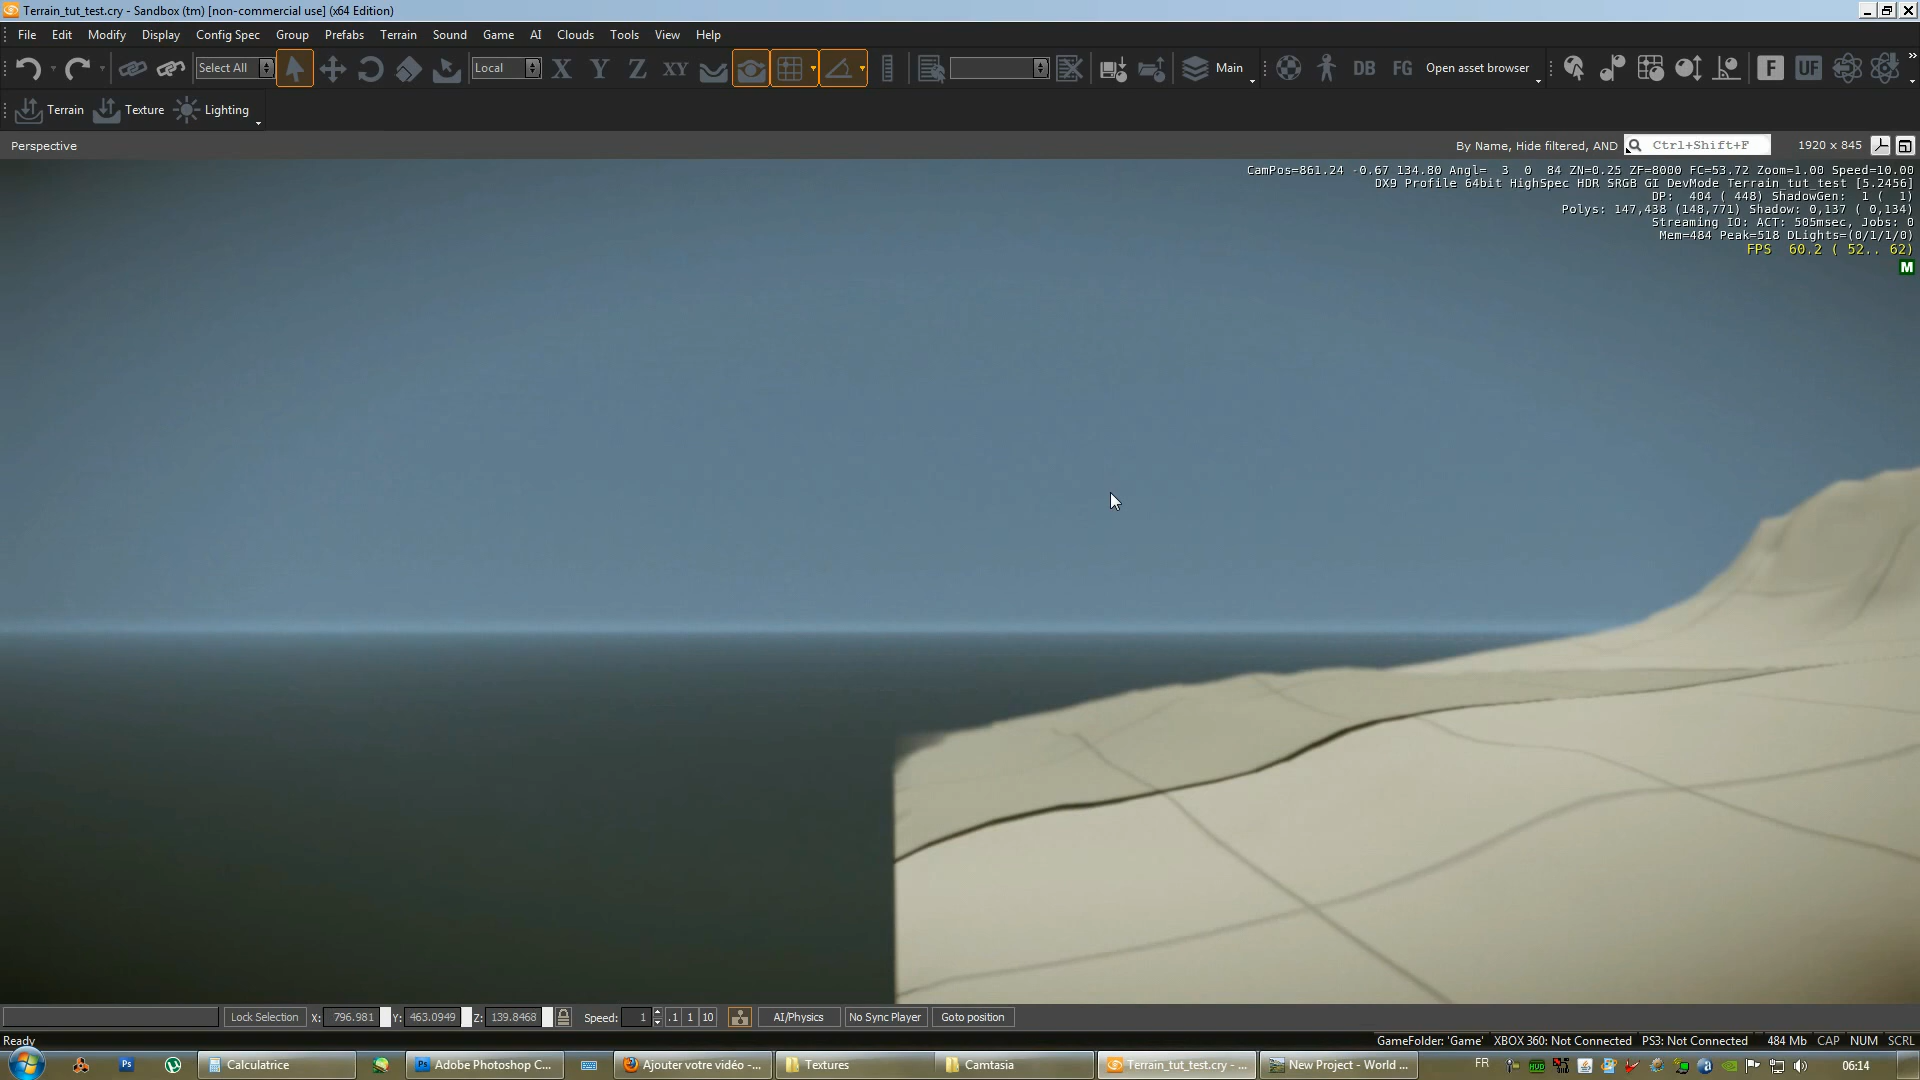 Terrain_tut_test.cry - Sandbox (tm) [non-commercial use] (x64 Edition)
File Edit Modify Display Config Spec Group Prefabs Terrain Sound Game AI Clouds Tools View Help
Select All Local X Y Z XY Main DB FG Open asset browser F UF
Terrain Texture Lighting
Perspective By Name, Hide filtered, AND Ctrl+Shift+F 1920 x 845
CamPos=861.24 -0.67 134.80 Angl= 3 0 84 ZN=0.25 ZF=8000 FC=53.72 Zoom=1.00 Speed=10.00
DX9 Profile 64bit HighSpec HDR SRGB GI DevMode Terrain_tut_test [5.2456]
DP: 404 ( 448) ShadowGen: 1 ( 1)
Polys: 147,438 (148,771) Shadow: 0,137 ( 0,134)
Streaming IO: ACT: 505msec, Jobs: 0
Mem=484 Peak=518 DLights=(0/1/1/0)
FPS 60.2 ( 52.. 62)
M
Lock Selection X: 796.981 Y: 463.0949 Z: 139.8468 Speed: 1 .1 1 10 AI/Physics No Sync Player Goto position
Ready GameFolder: 'Game' XBOX 360: Not Connected PS3: Not Connected 484 Mb CAP NUM SCRL
Ps Calculatrice Ps Adobe Photoshop C... Ajouter votre vidéo -... Textures Camtasia Terrain_tut_test.cry - ... New Project - World ... FR 06:14